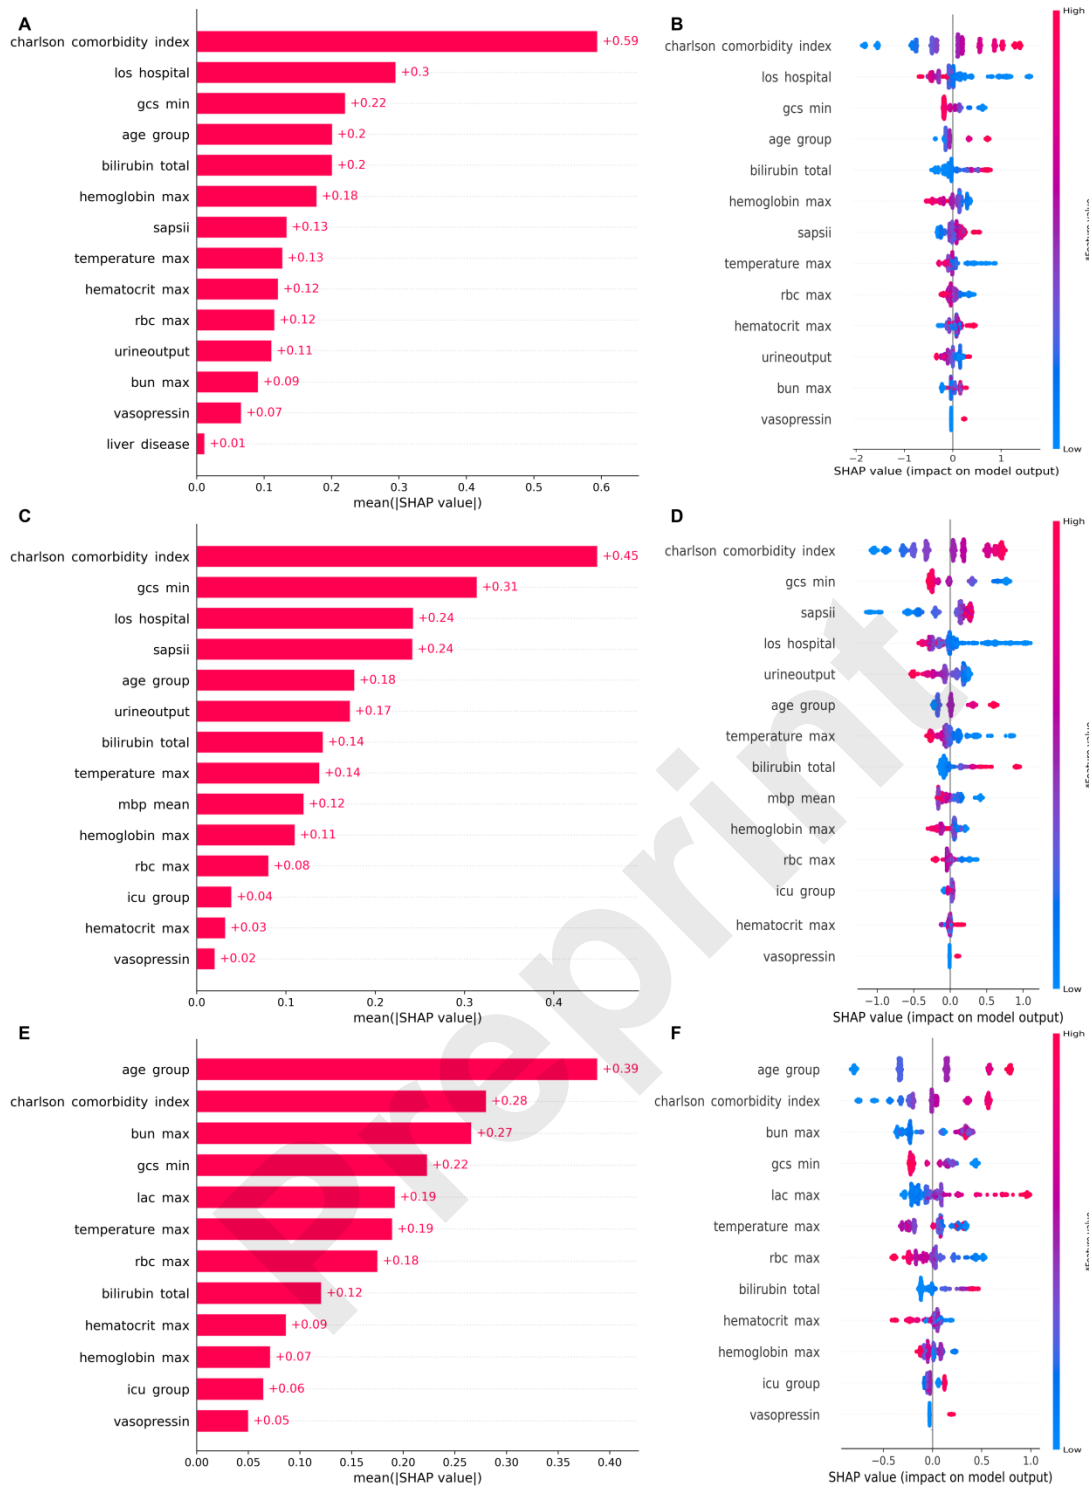 A
charlson comorbidity index +0.59
los hospital +0.3
gcs min +0.22
age group +0.2
bilirubin total +0.2
hemoglobin max +0.18
sapsii +0.13
temperature max +0.13
hematocrit max +0.12
rbc max +0.12
urineoutput +0.11
bun max +0.09
vasopressin +0.07
liver disease +0.01
0.0 0.1 0.2 0.3 0.4 0.5 0.6
mean(|SHAP value|)
B
High
charlson comorbidity index
los hospital
gcs min
age group
bilirubin total
hemoglobin max
sapsii
temperature max
rbc max
hematocrit max
urineoutput
bun max
vasopressin
Low
#Feature value
−2 −1 0 1
SHAP value (impact on model output)
C
charlson comorbidity index +0.45
gcs min +0.31
los hospital +0.24
sapsii +0.24
age group +0.18
urineoutput +0.17
bilirubin total +0.14
temperature max +0.14
mbp mean +0.12
hemoglobin max +0.11
rbc max +0.08
icu group +0.04
hematocrit max +0.03
vasopressin +0.02
0.0 0.1 0.2 0.3 0.4
mean(|SHAP value|)
D
High
charlson comorbidity index
gcs min
sapsii
los hospital
urineoutput
age group
temperature max
bilirubin total
mbp mean
hemoglobin max
rbc max
icu group
hematocrit max
vasopressin
Low
#Feature value
−1.0 −0.5 0.0 0.5 1.0
SHAP value (impact on model output)
E
age group +0.39
charlson comorbidity index +0.28
bun max +0.27
gcs min +0.22
lac max +0.19
temperature max +0.19
rbc max +0.18
bilirubin total +0.12
hematocrit max +0.09
hemoglobin max +0.07
icu group +0.06
vasopressin +0.05
0.00 0.05 0.10 0.15 0.20 0.25 0.30 0.35 0.40
mean(|SHAP value|)
F
High
age group
charlson comorbidity index
bun max
gcs min
lac max
temperature max
rbc max
bilirubin total
hematocrit max
hemoglobin max
icu group
vasopressin
Low
#Feature value
−0.5 0.0 0.5 1.0
SHAP value (impact on model output)
Preprint